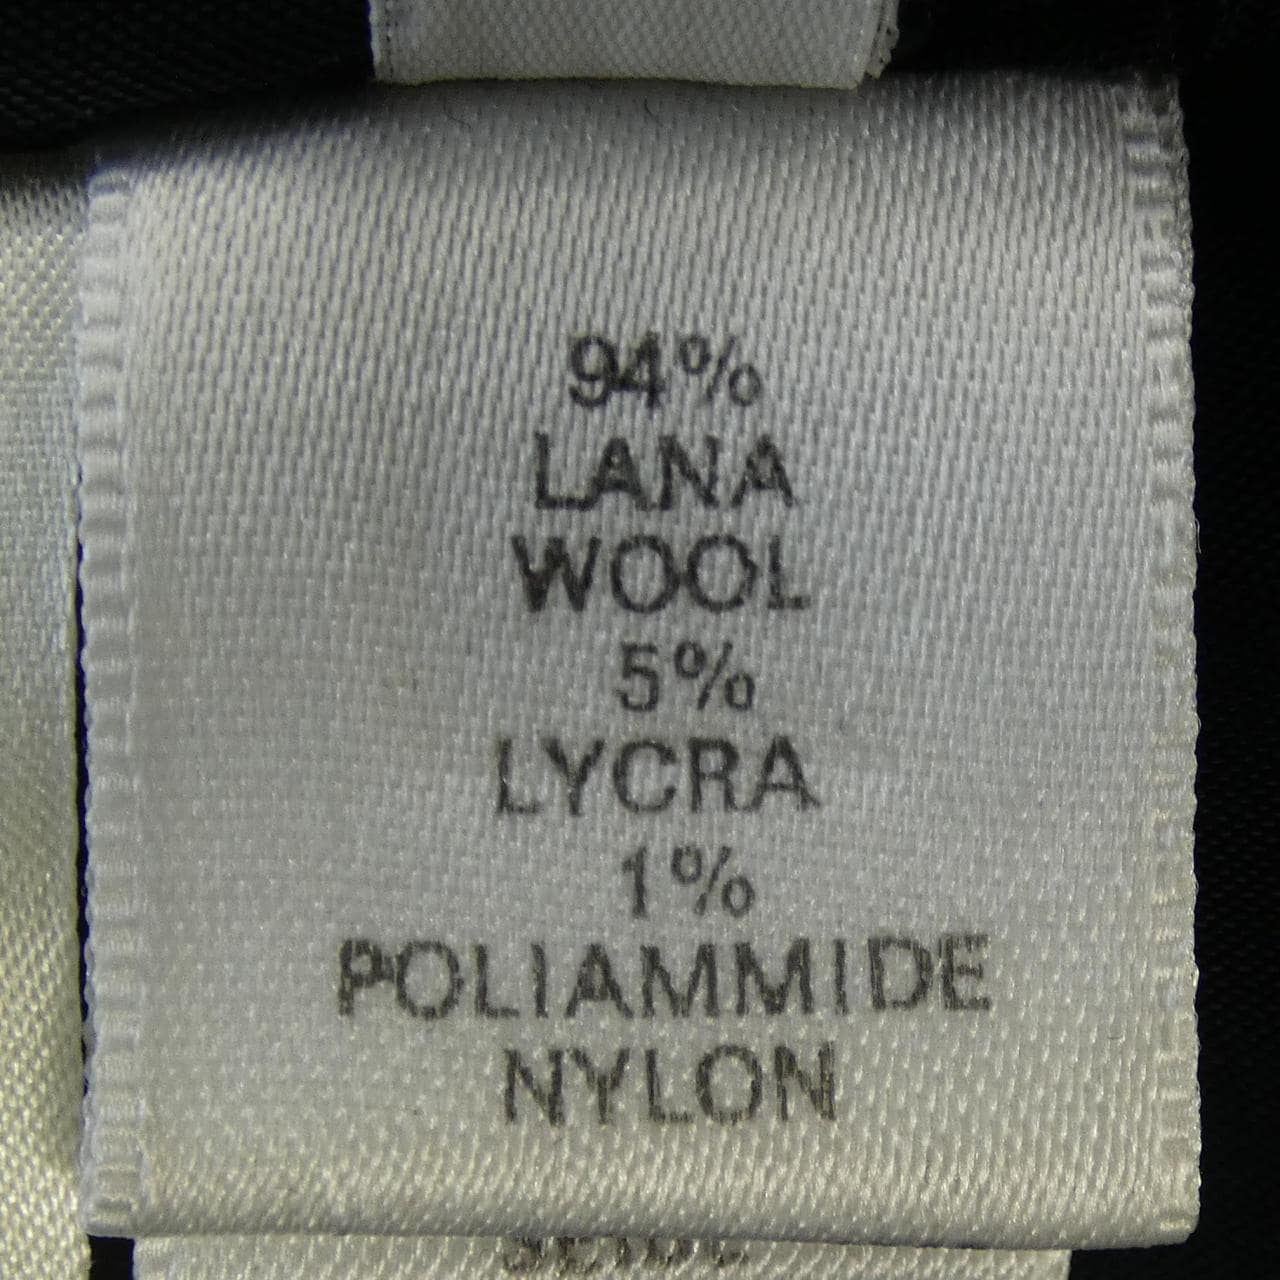 94%
LANA
WOOL
5%
LYCRA
1%
POLIAMMIDE
NYLON